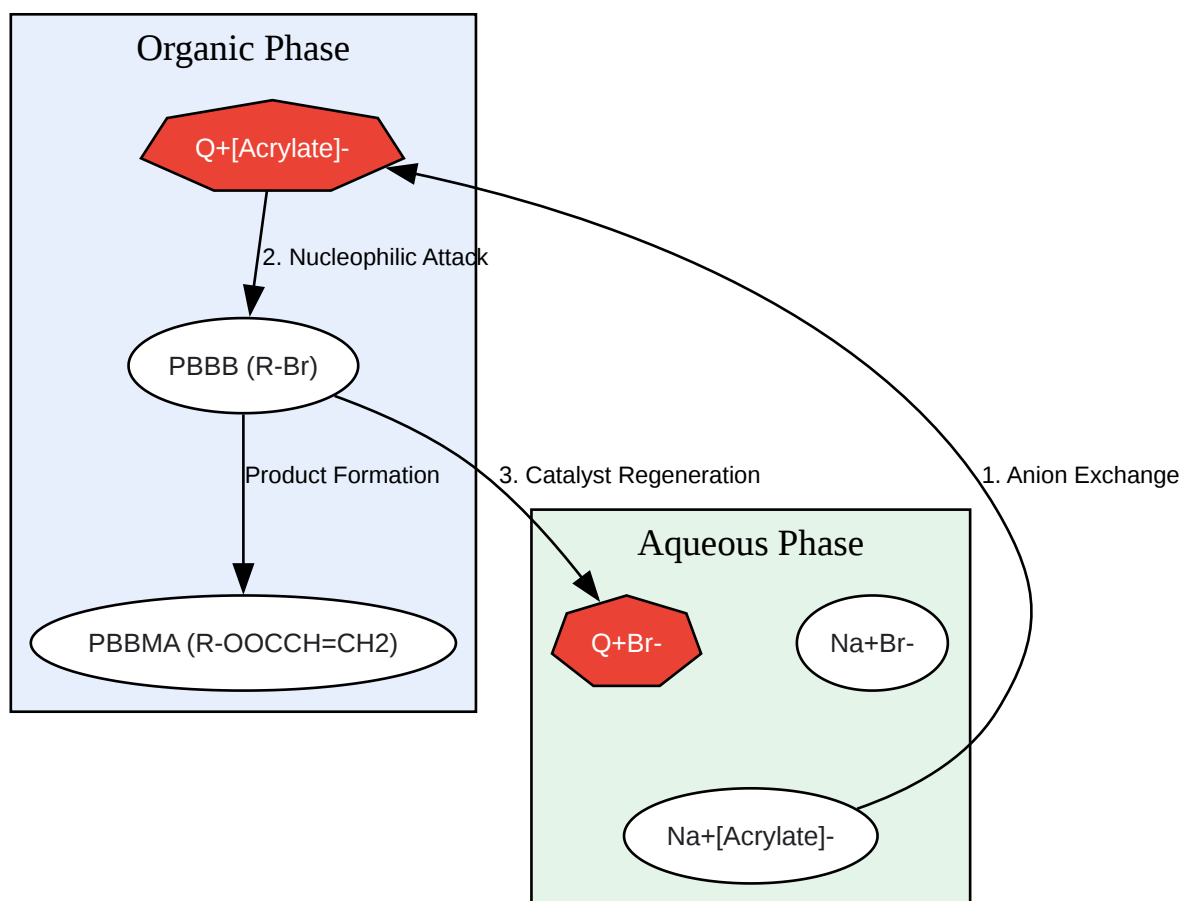 Organic Phase
Q+[Acrylate]-
2. Nucleophilic Attack
PBBB (R-Br)
Product Formation
3. Catalyst Regeneration
1. Anion Exchange
Aqueous Phase
PBBMA (R-OOCCH=CH2)
Q+Br-
Na+Br-
Na+[Acrylate]-